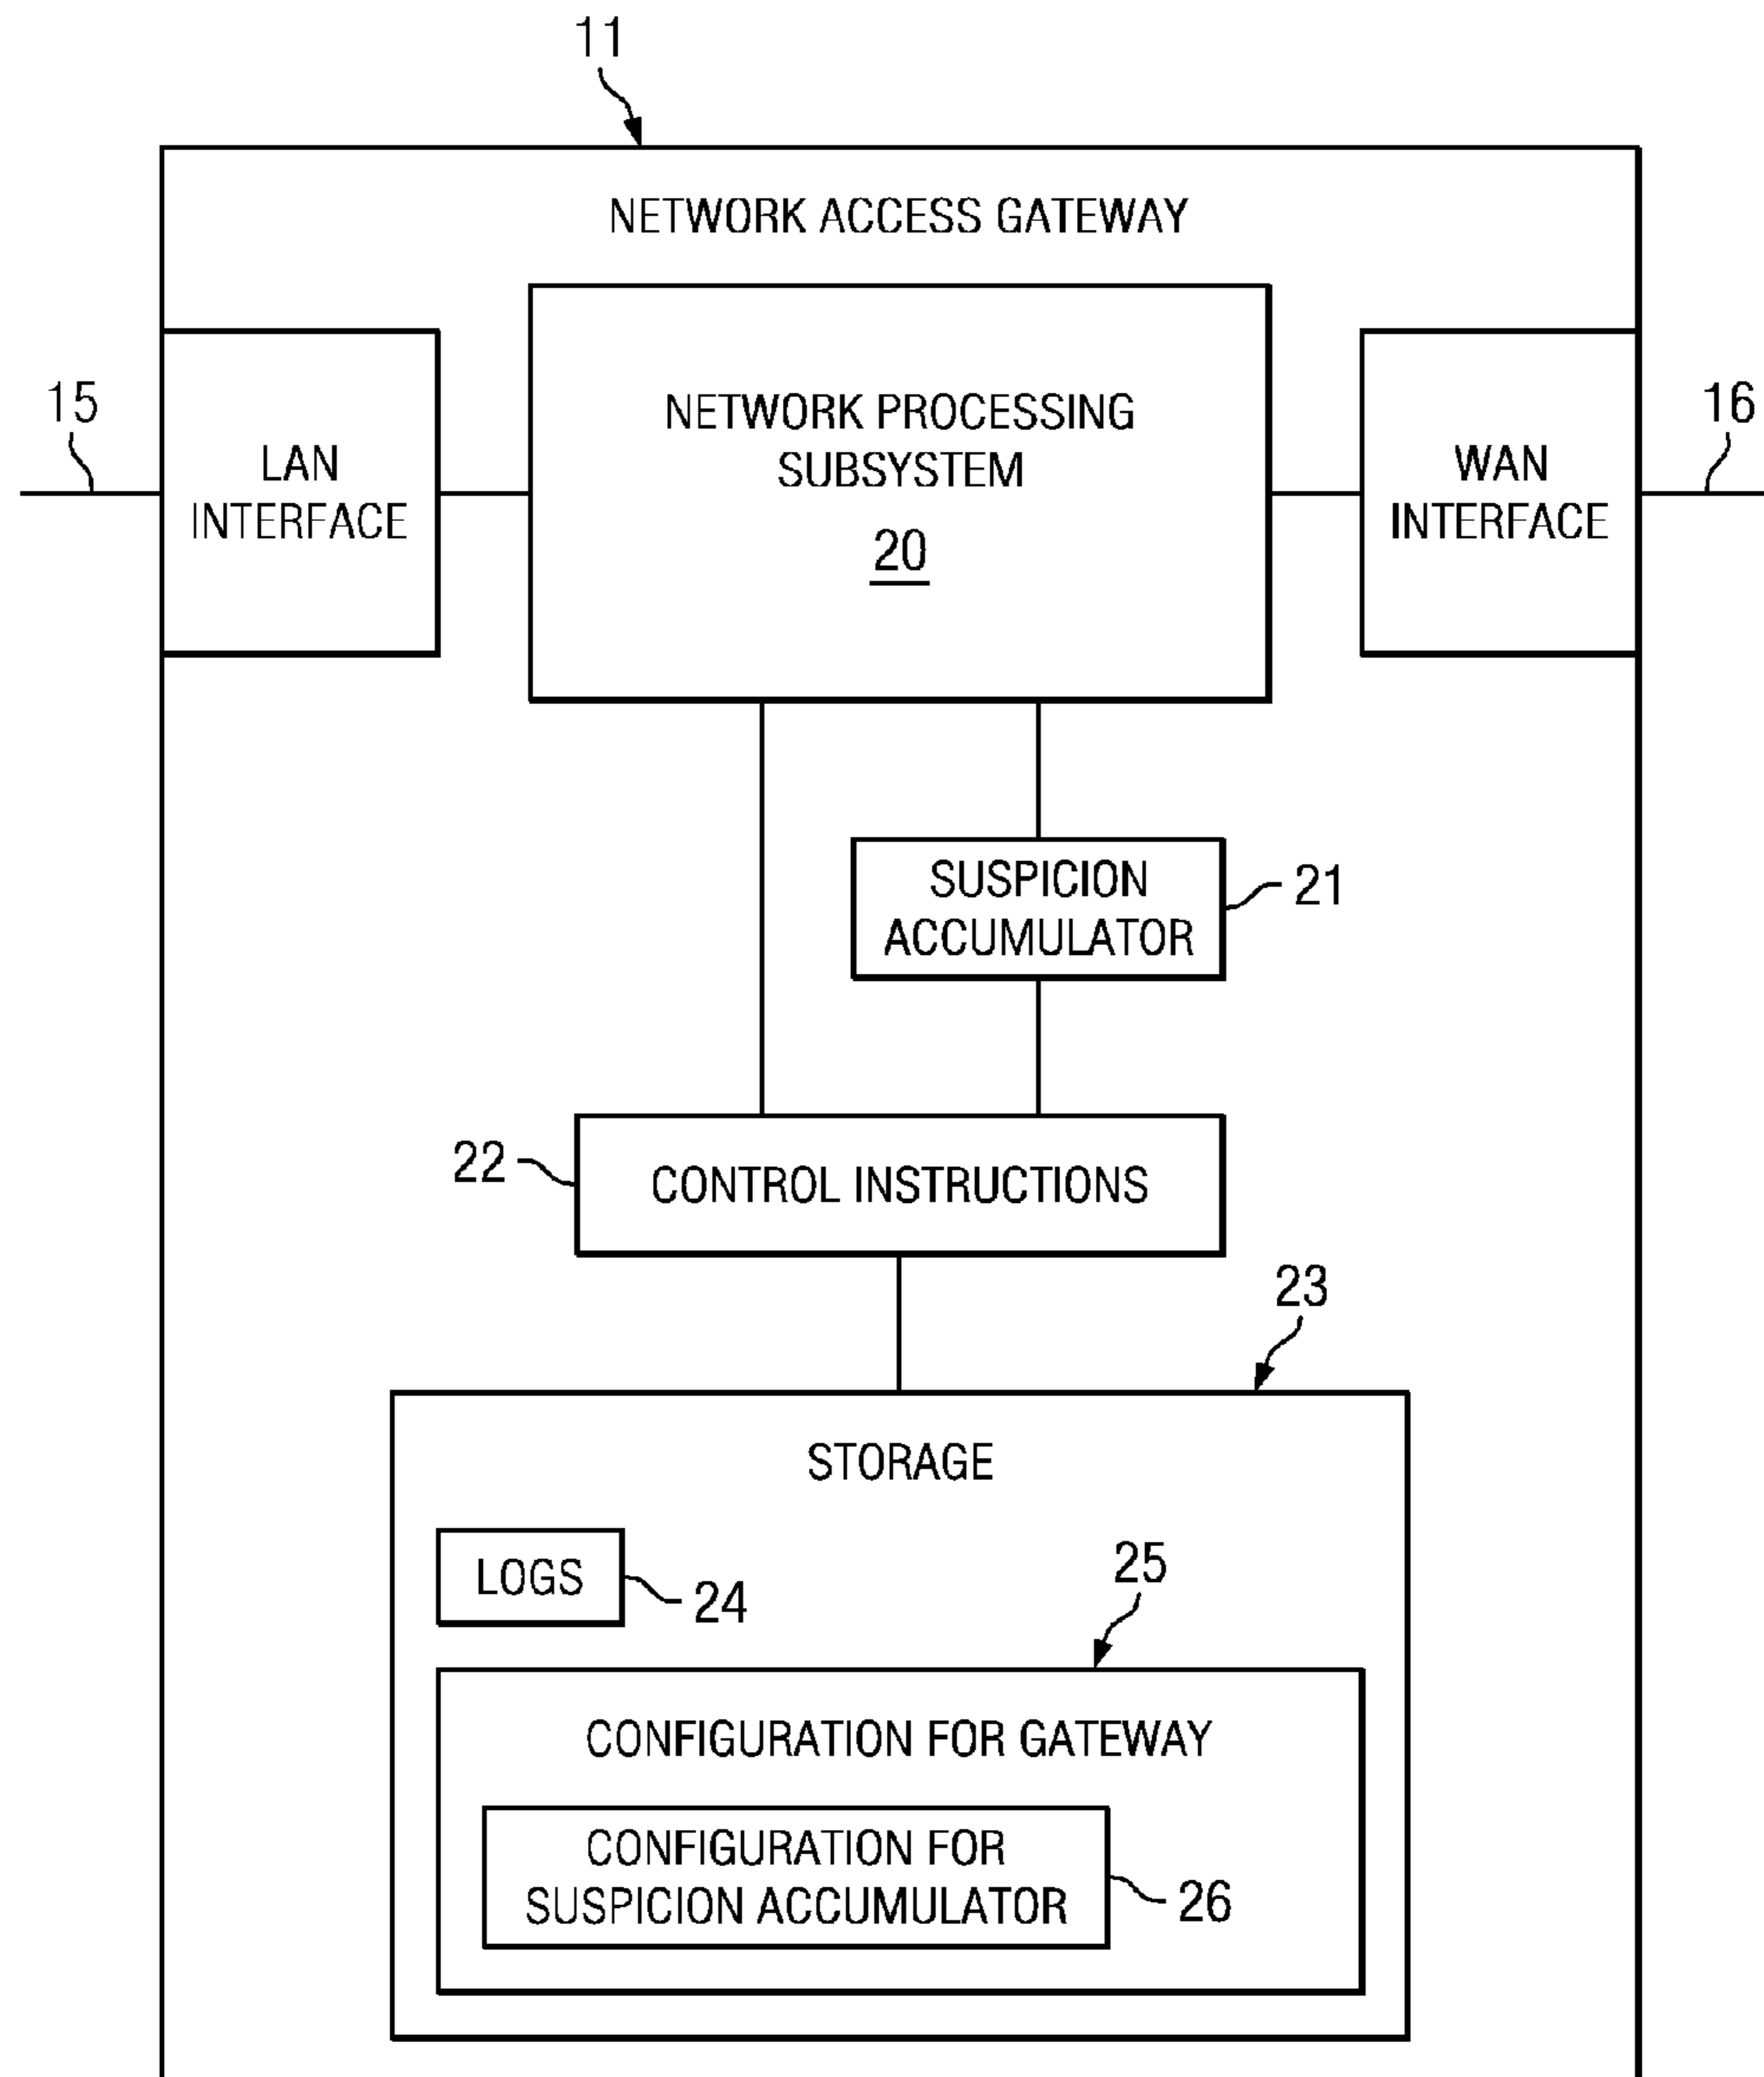 11
NETWORK ACCESS GATEWAY
15
LAN
INTERFACE
NETWORK PROCESSING
SUBSYSTEM
20
WAN
INTERFACE
16
SUSPICION
ACCUMULATOR
21
22
CONTROL INSTRUCTIONS
23
STORAGE
LOGS
24
25
CONFIGURATION FOR GATEWAY
CONFIGURATION FOR
SUSPICION ACCUMULATOR
26